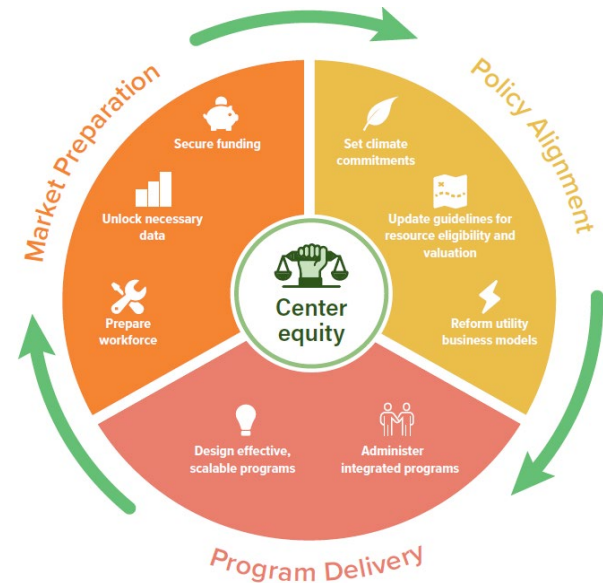 Market Preparation
Secure funding
Unlock necessary
data
Prepare
workforce
Policy Alignment
Set climate
commitments
Update guidelines for
resource eligibility and
valuation
Reform utility
business models
Center
equity
Design effective,
scalable programs
Administer
integrated programs
Program Delivery